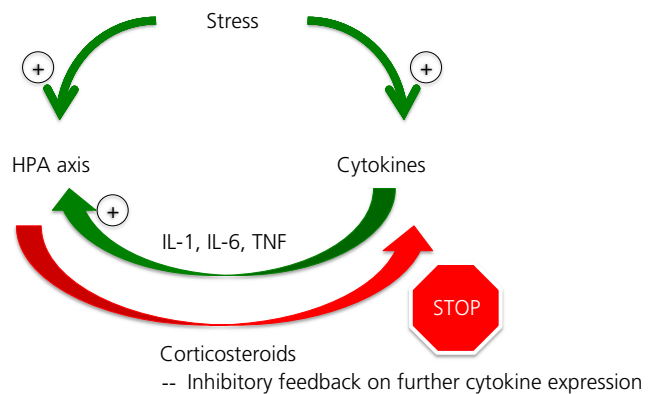 Stress
+
+
HPA axis
Cytokines
+
IL-1, IL-6, TNF
STOP
Corticosteroids
-- Inhibitory feedback on further cytokine expression